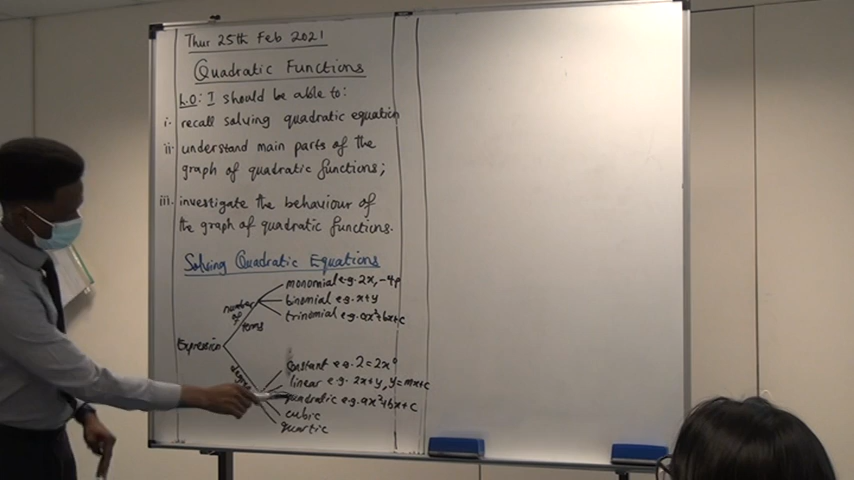 Thur 25th Feb 2021
Quadratic Functions
L.O: I should be able to:
i. recall solving quadratic equation
ii. understand main parts of the
graph of quadratic functions;
iii. investigate the behaviour of
the graph of quadratic functions.
Solving Quadratic Equations
monomial e.g. 2x, -4p
binomial e.g. x+y
trinomial e.g. ax²+bx+c
number of terms
Expression
degree
constant e.g. 2=2x⁰
linear e.g. 2x+y, y=mx+c
quadratic e.g. ax²+bx+c
cubic
quartic